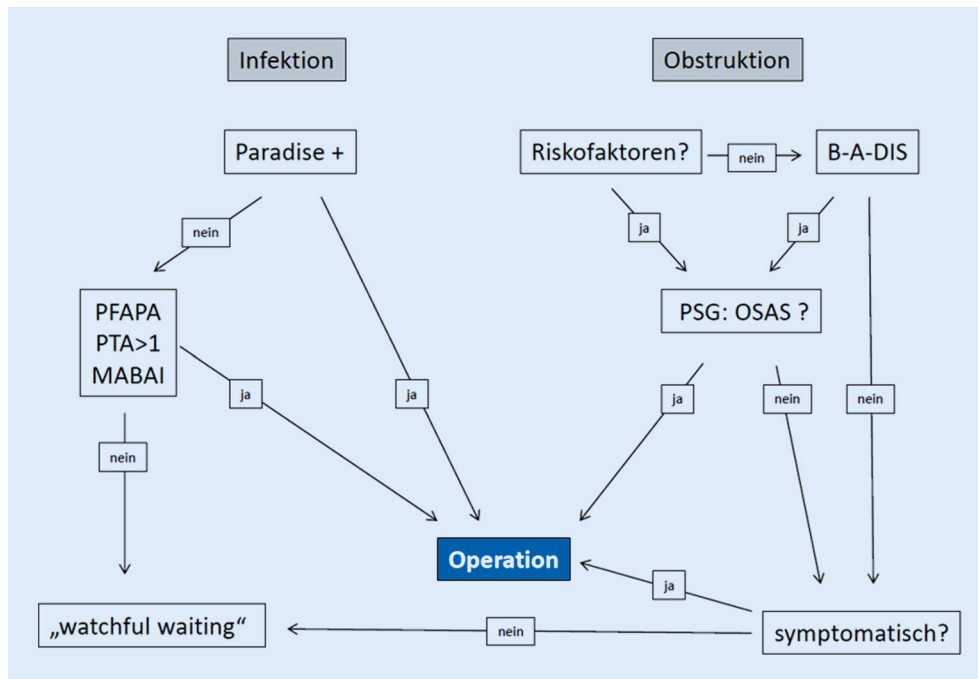 Infektion
Obstruktion
Paradise +
Riskofaktoren?
nein
B-A-DIS
nein
ja
ja
PFAPA
PTA>1
MABAI
PSG: OSAS ?
ja
ja
ja
nein
nein
nein
Operation
ja
„watchful waiting“
nein
symptomatisch?